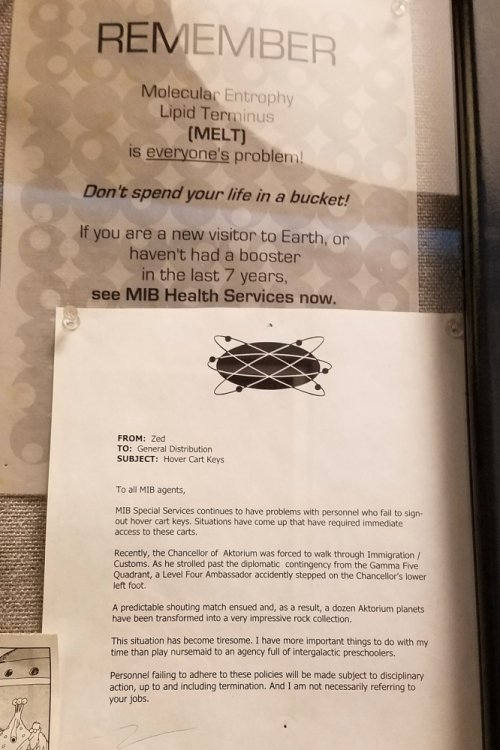 REMEMBER
Molecular Entrophy
Lipid Terminus
(MELT)
is everyone's problem!
Don't spend your life in a bucket!
If you are a new visitor to Earth, or
haven't had a booster
in the last 7 years,
see MIB Health Services now.
FROM: Zed
TO: General Distribution
SUBJECT: Hover Cart Keys
To all MIB agents,
MIB Special Services continues to have problems with personnel who fail to sign-
out hover cart keys. Situations have come up that have required immediate
access to these carts.
Recently, the Chancellor of Aktorium was forced to walk through Immigration /
Customs. As he strolled past the diplomatic contingency from the Gamma Five
Quadrant, a Level Four Ambassador accidently stepped on the Chancellor's lower
left foot.
A predictable shouting match ensued and, as a result, a dozen Aktorium planets
have been transformed into a very impressive rock collection.
This situation has become tiresome. I have more important things to do with my
time than play nursemaid to an agency full of intergalactic preschoolers.
Personnel failing to adhere to these policies will be made subject to disciplinary
action, up to and including termination. And I am not necessarily referring to
your jobs.